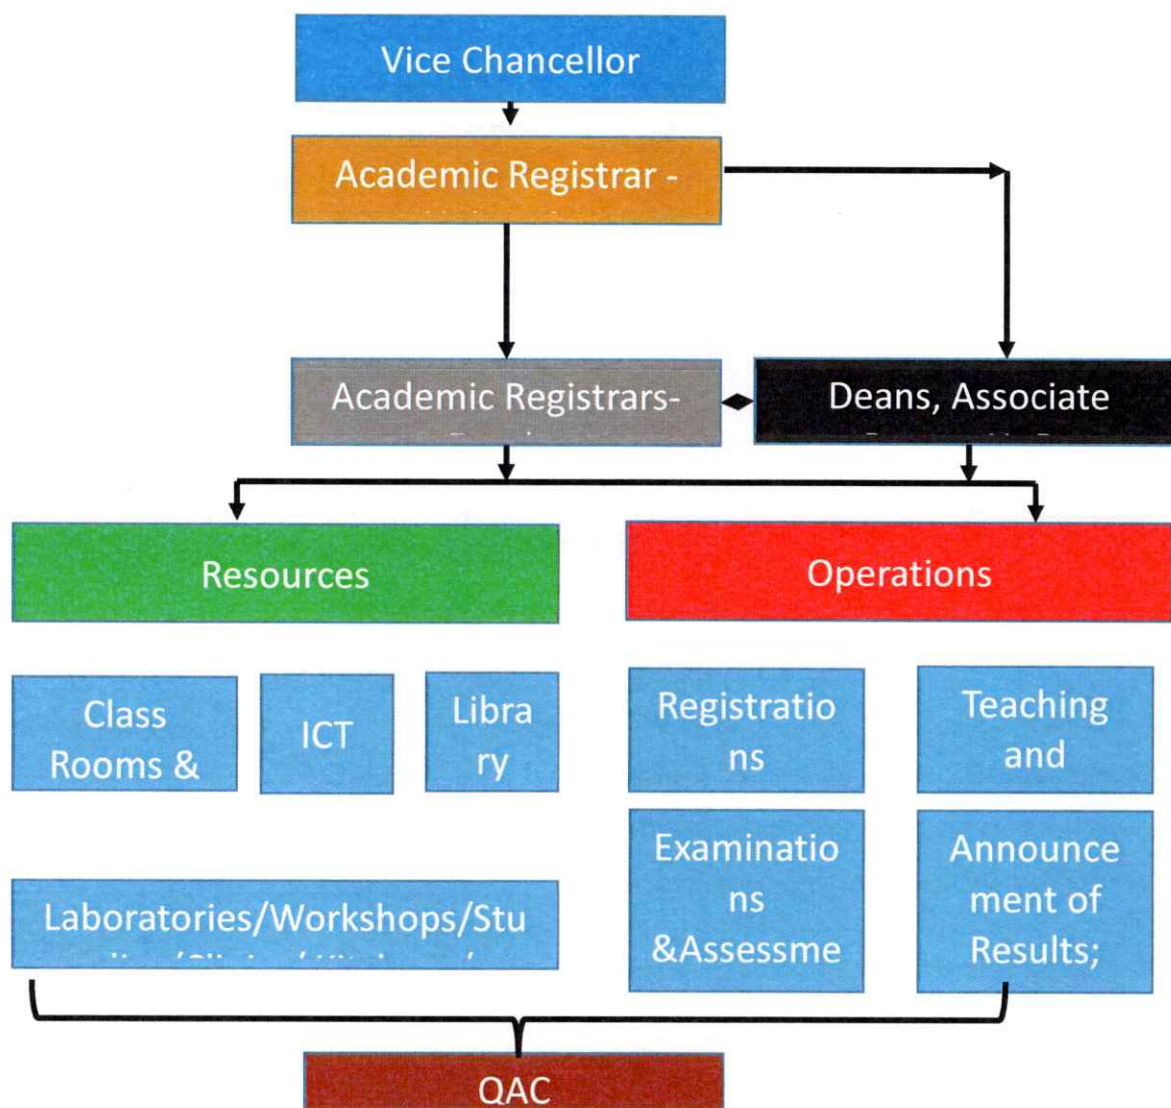 Vice Chancellor
Academic Registrar -
Academic Registrars-
Deans, Associate
Resources
Operations
Class
Rooms &
ICT
Libra
ry
Registratio
ns
Teaching
and
Laboratories/Workshops/Stu
Examinatio
ns
&Assessme
Announce
ment of
Results;
QAC